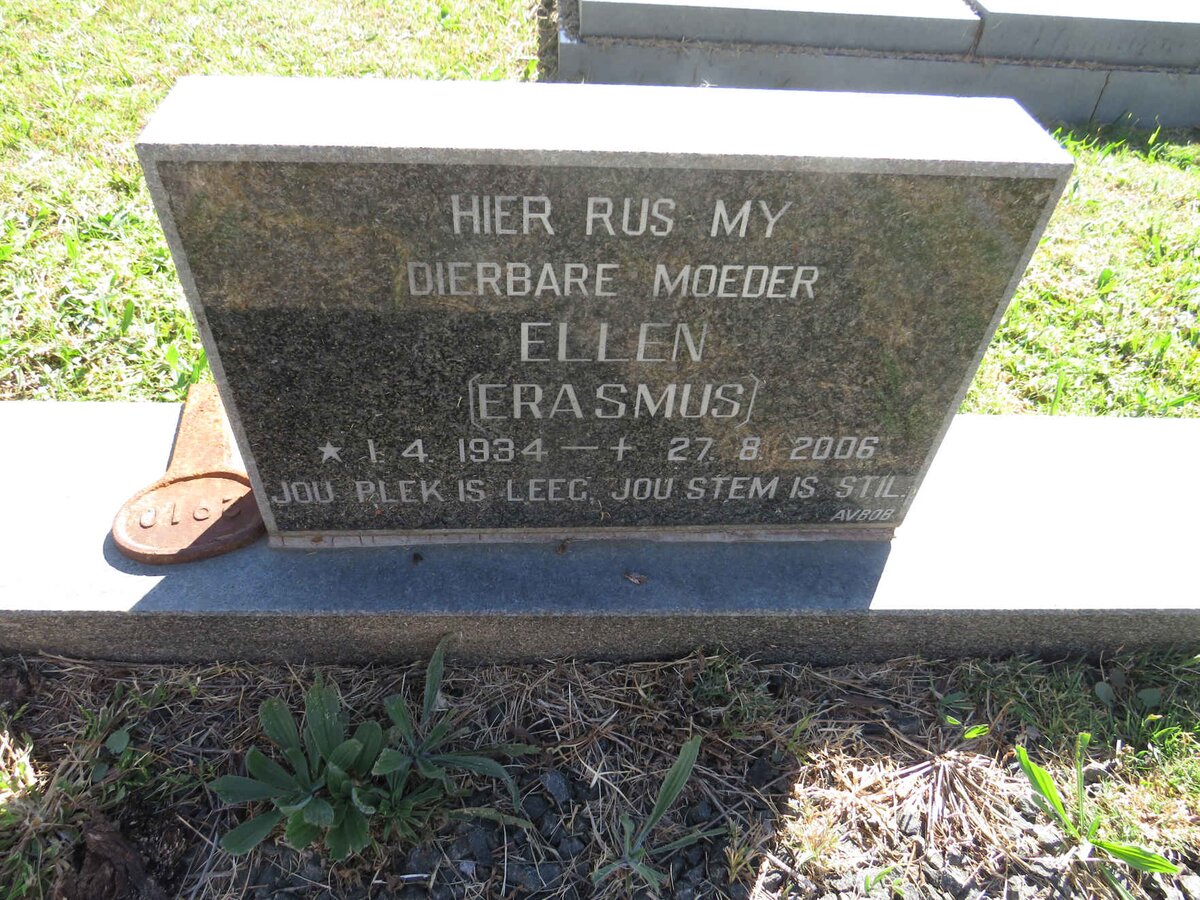 HIER RUS MY
DIERBARE MOEDER
ELLEN
(ERASMUS)
★ 1. 4. 1934 — + 27. 8. 2006
JOU PLEK IS LEEG, JOU STEM IS STIL.
AVBOB